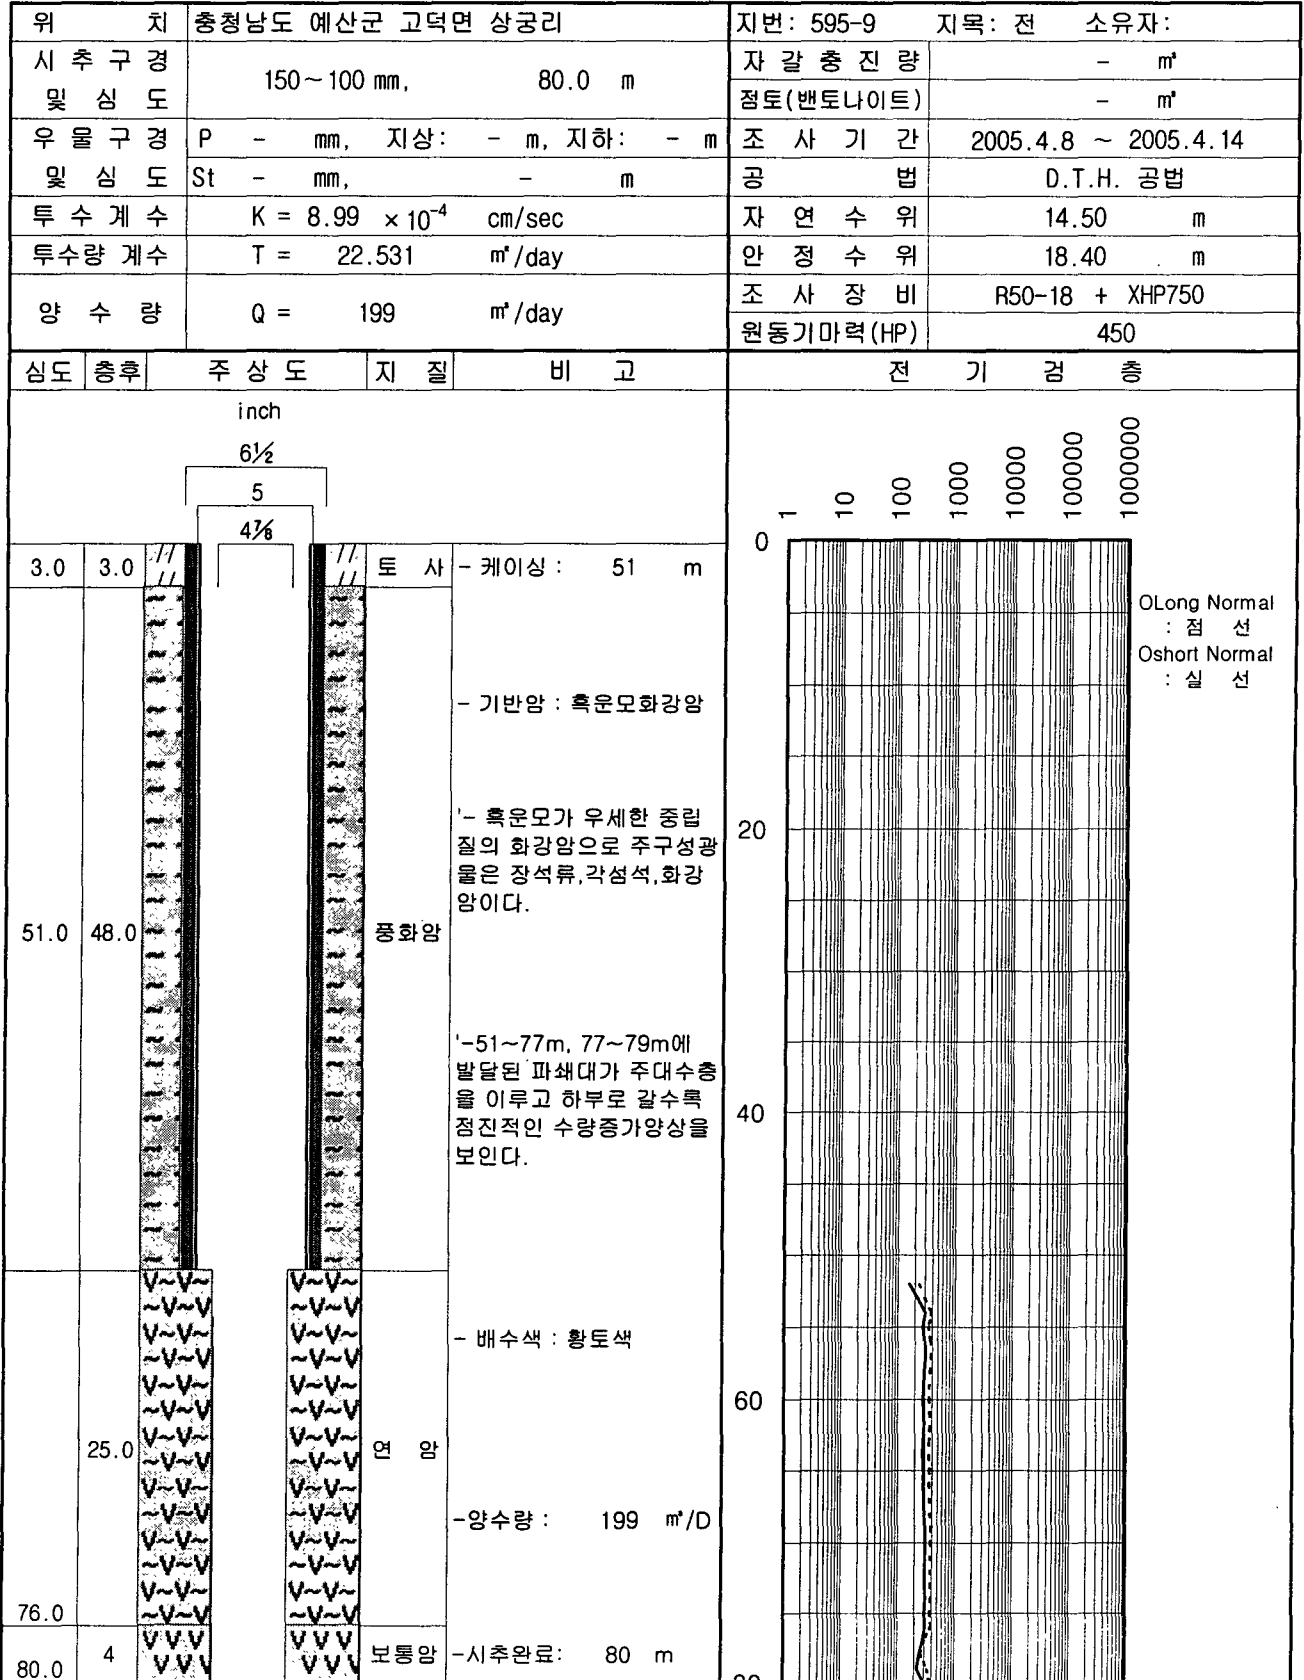 위 치 충청남도 예산군 고덕면 상궁리 지번: 595-9 지목: 전 소유자:
시 추 구 경
및 심 도
150~100 mm, 80.0 m
자 갈 충 진 량 - ㎥
점토(밴토나이트) - ㎥
우 물 구 경 P - mm, 지상: - m, 지하: - m
조 사 기 간 2005.4.8 ~ 2005.4.14
및 심 도 St - mm, - m
공 법 D.T.H. 공법
투 수 계 수 K = 8.99 ×10⁻⁴ cm/sec
자 연 수 위 14.50 m
투수량 계수 T = 22.531 ㎥/day
안 정 수 위 18.40 m
양 수 량 Q = 199 ㎥/day
조 사 장 비 R50-18 + XHP750
원동기마력(HP) 450
심도 층후 주 상 도 지 질 비 고 전 기 검 층
inch
6½
5
4⅞
3.0 3.0 토 사 - 케이싱 : 51 m
- 기반암 : 흑운모화강암
'- 흑운모가 우세한 중립
질의 화강암으로 주구성광
물은 장석류,각섬석,화강
암이다.
51.0 48.0 풍화암
'-51~77m, 77~79m에
발달된 파쇄대가 주대수층
을 이루고 하부로 갈수록
점진적인 수량증가양상을
보인다.
- 배수색 : 황토색
25.0 연 암
-양수량 : 199 ㎥/D
76.0
4 보통암 -시추완료: 80 m
80.0
1 10 100 1000 10000 100000 1000000
0
20
40
60
80
OLong Normal
: 점 선
Oshort Normal
: 실 선